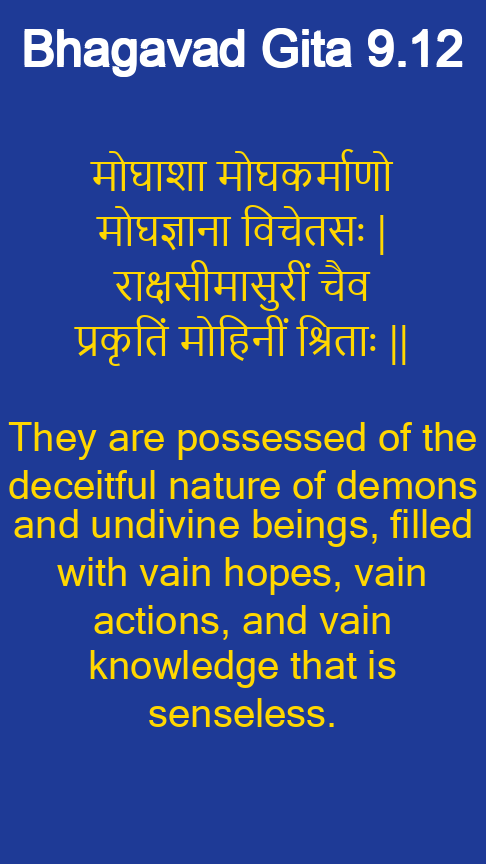 Bhagavad Gita 9.12
मोघाशा मोघकर्माणो
मोघज्ञाना विचेतसः |
राक्षसीमासुरीं चैव
प्रकृतिं मोहिनीं श्रिताः ||
They are possessed of the
deceitful nature of demons
and undivine beings, filled
with vain hopes, vain
actions, and vain
knowledge that is
senseless.